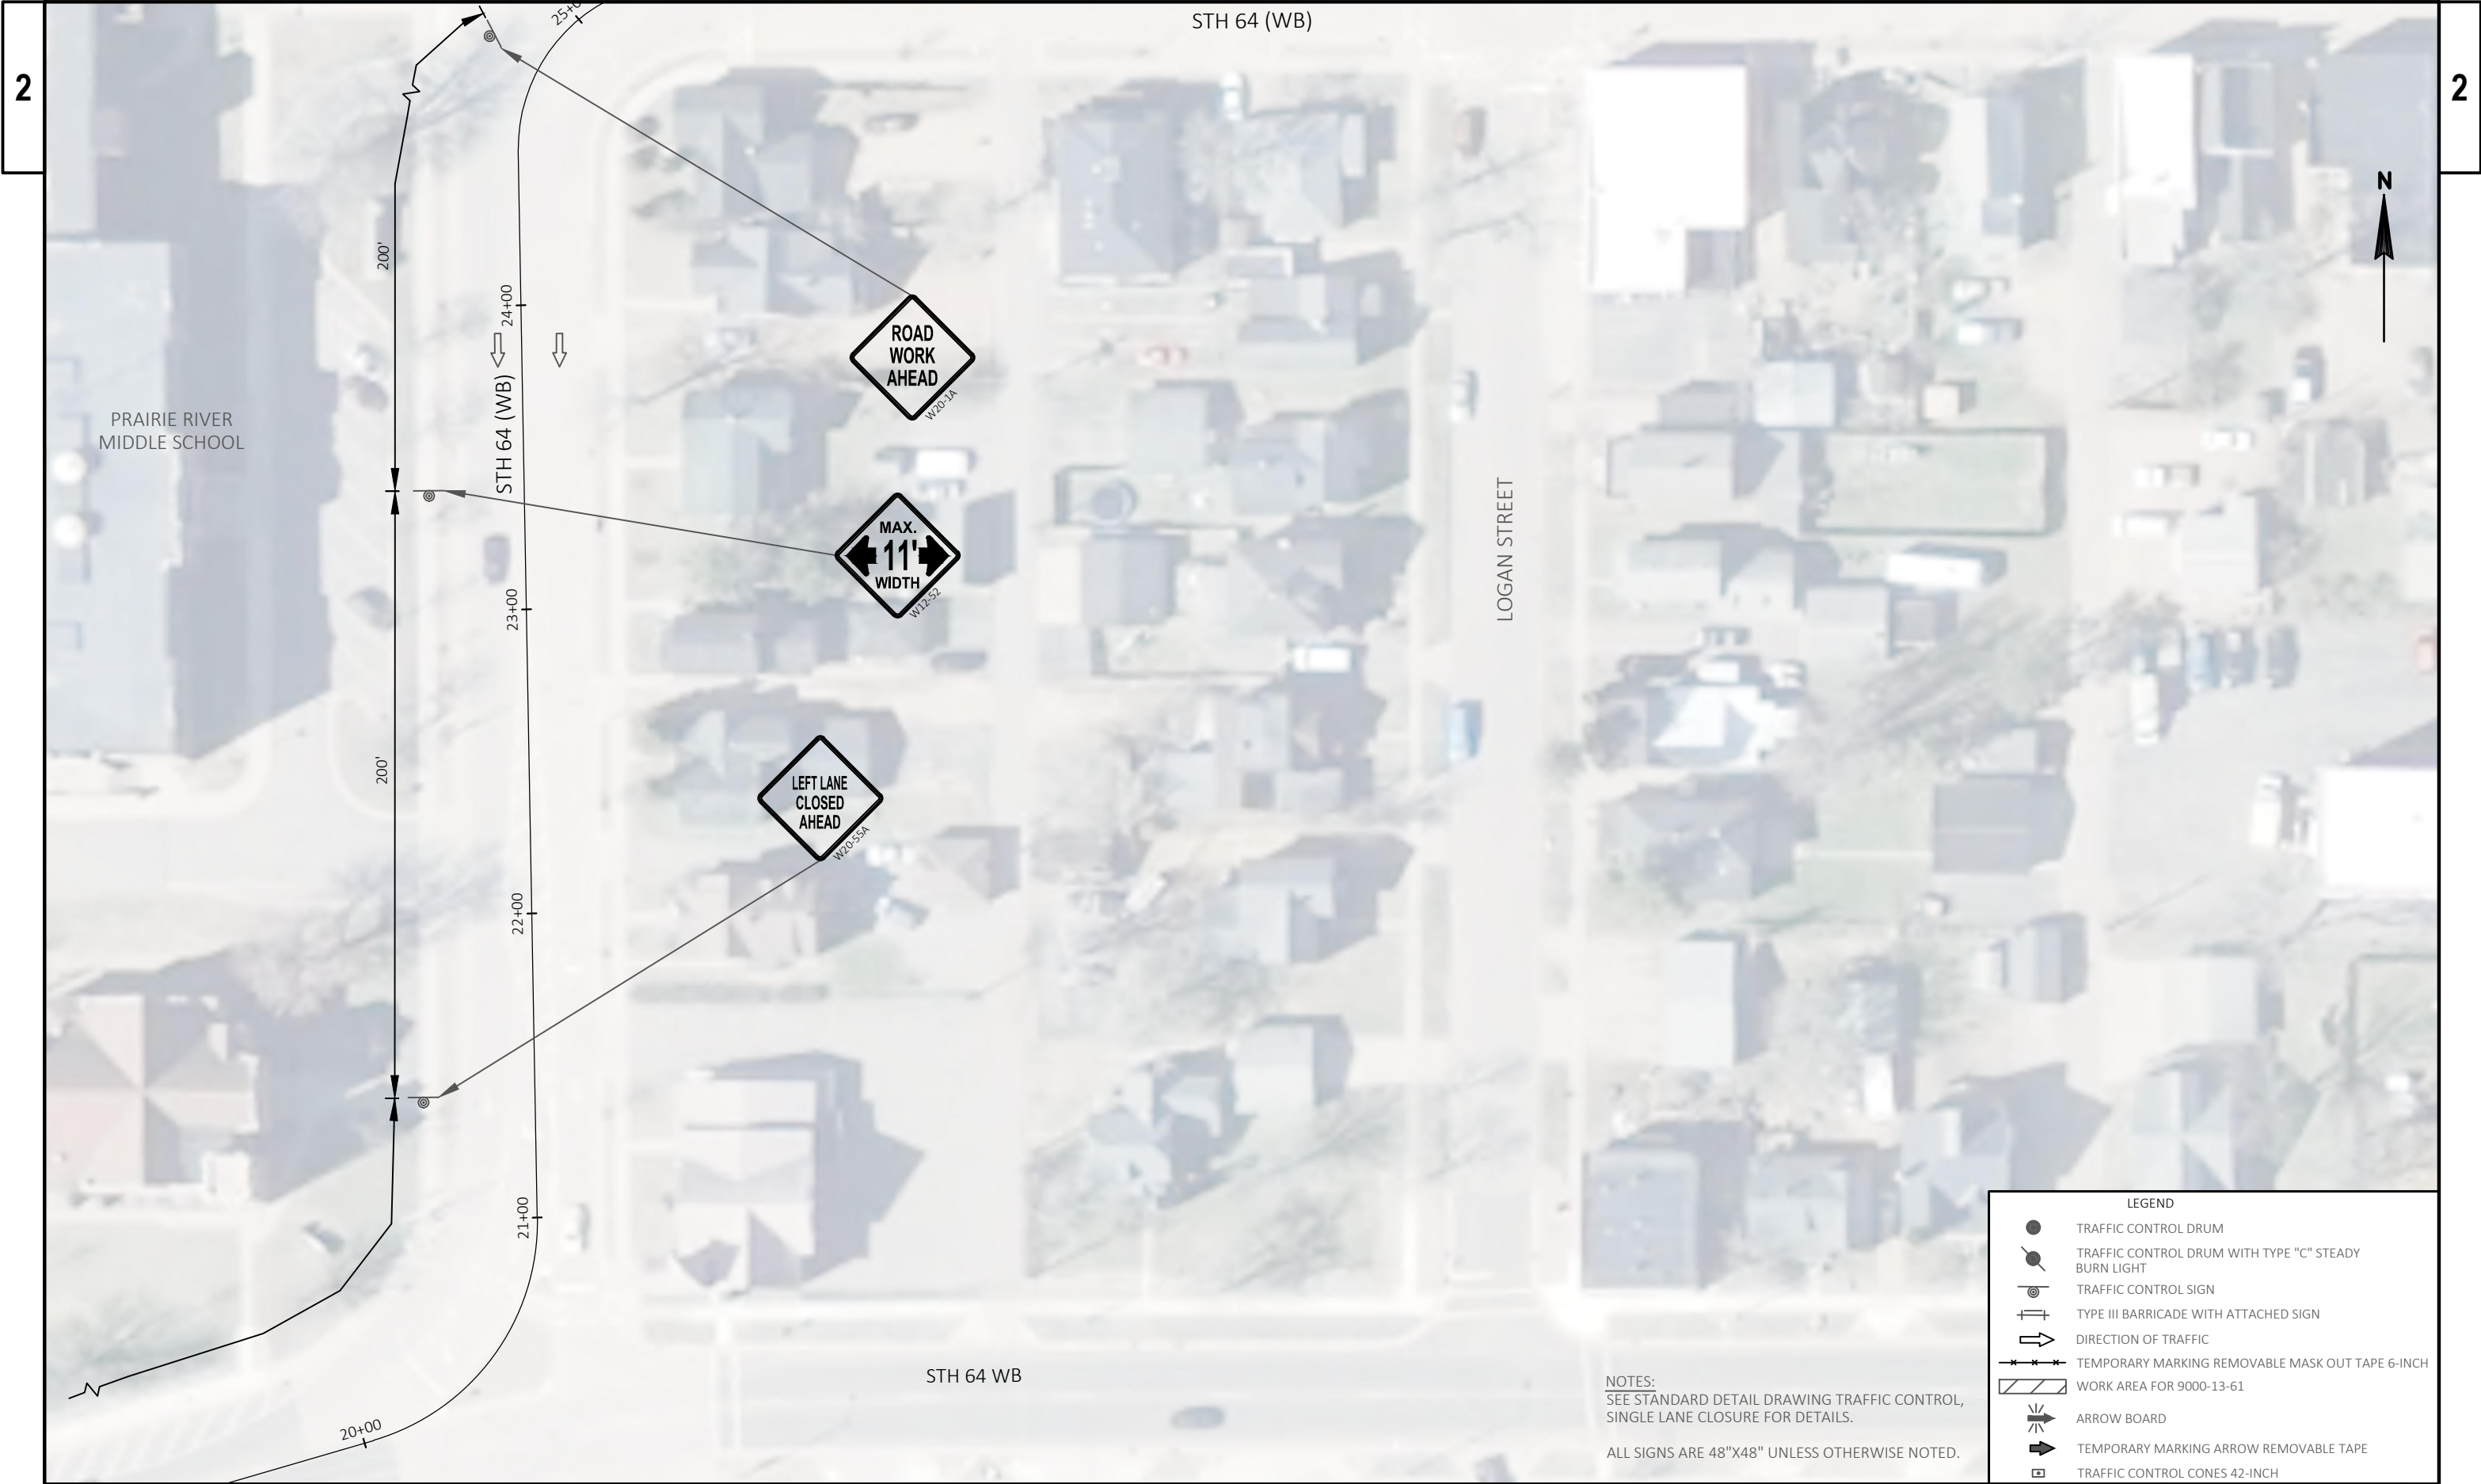 STH 64 (WB)
2
2
25+0
N
200'
24+00
ROAD
WORK
AHEAD
W20-1A
STH 64 (WB)
PRAIRIE RIVER
MIDDLE SCHOOL
MAX.
11'
WIDTH
W12-52
LOGAN STREET
23+00
200'
LEFT LANE
CLOSED
AHEAD
W20-55A
22+00
21+00
20+00
STH 64 WB
NOTES:
SEE STANDARD DETAIL DRAWING TRAFFIC CONTROL,
SINGLE LANE CLOSURE FOR DETAILS.
ALL SIGNS ARE 48"X48" UNLESS OTHERWISE NOTED.
LEGEND
TRAFFIC CONTROL DRUM
TRAFFIC CONTROL DRUM WITH TYPE "C" STEADY
BURN LIGHT
TRAFFIC CONTROL SIGN
TYPE III BARRICADE WITH ATTACHED SIGN
DIRECTION OF TRAFFIC
TEMPORARY MARKING REMOVABLE MASK OUT TAPE 6-INCH
WORK AREA FOR 9000-13-61
ARROW BOARD
TEMPORARY MARKING ARROW REMOVABLE TAPE
TRAFFIC CONTROL CONES 42-INCH